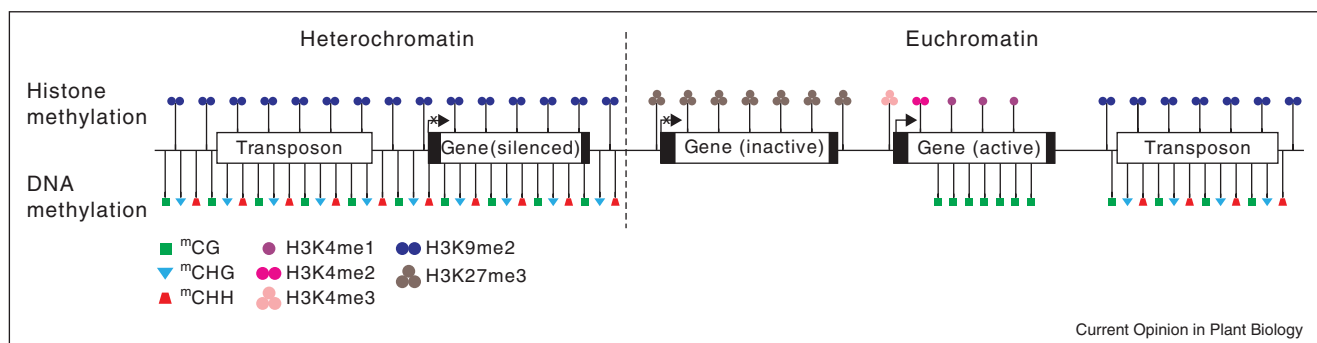 Heterochromatin
Euchromatin
Histone
methylation
x
Transposon
x
Gene(silenced)
x
Gene (inactive)
Gene (active)
Transposon
DNA
methylation
mCG
H3K4me1
H3K9me2
mCHG
H3K4me2
H3K27me3
mCHH
H3K4me3
Current Opinion in Plant Biology